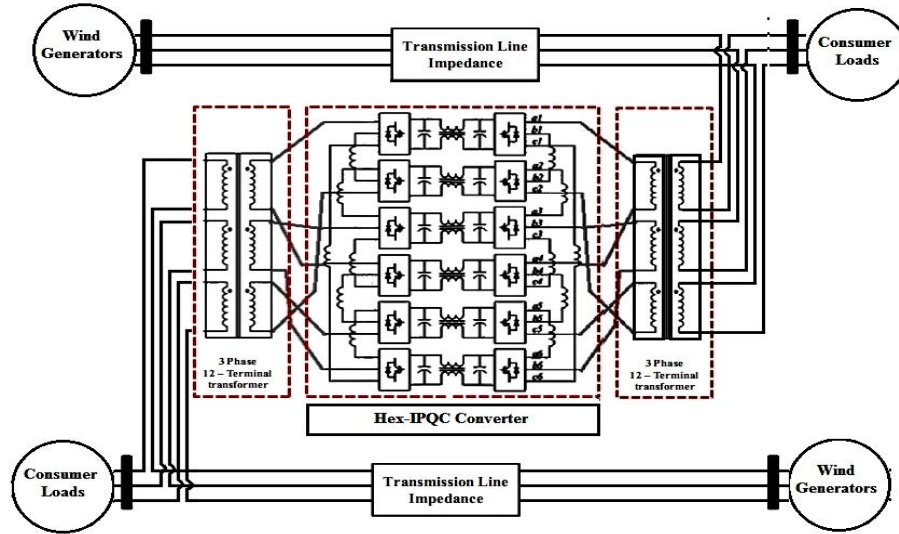 Wind
Generators
Transmission Line
Impedance
Consumer
Loads
a1
b1
c1
a2
b2
c2
a3
b3
c3
a4
b4
c4
a5
b5
c5
a6
b6
c6
3 Phase
12 – Terminal
transformer
3 Phase
12 – Terminal
transformer
Hex-IPQC Converter
Consumer
Loads
Transmission Line
Impedance
Wind
Generators